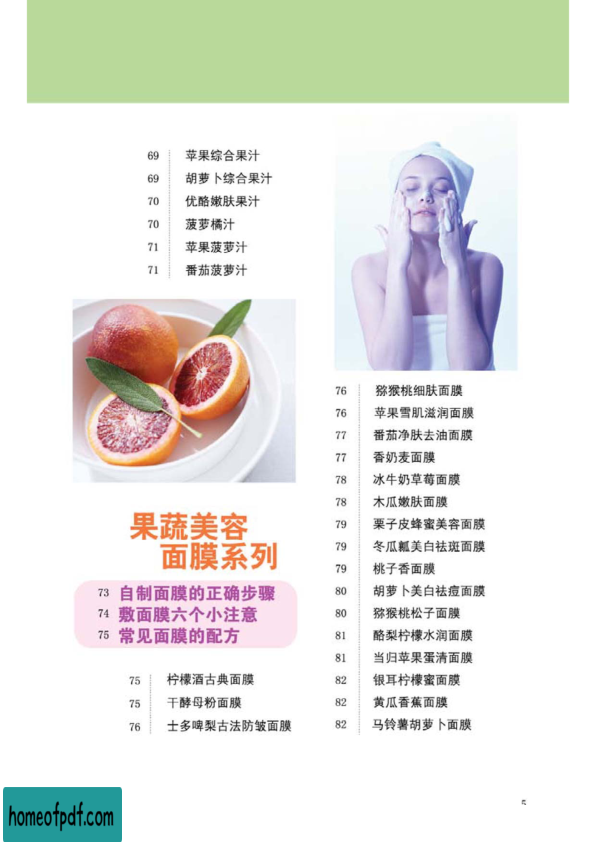 69 苹果综合果汁
69 胡萝卜综合果汁
70 优酪嫩肤果汁
70 菠萝橘汁
71 苹果菠萝汁
71 番茄菠萝汁
果蔬美容
面膜系列
73 自制面膜的正确步骤
74 敷面膜六个小注意
75 常见面膜的配方
75 柠檬酒古典面膜
75 干酵母粉面膜
76 士多啤梨古法防皱面膜
76 猕猴桃细肤面膜
76 苹果雪肌滋润面膜
77 番茄净肤去油面膜
77 香奶麦面膜
78 冰牛奶草莓面膜
78 木瓜嫩肤面膜
79 栗子皮蜂蜜美容面膜
79 冬瓜瓤美白祛斑面膜
79 桃子香面膜
80 胡萝卜美白祛痘面膜
80 猕猴桃松子面膜
81 酪梨柠檬水润面膜
81 当归苹果蛋清面膜
82 银耳柠檬蜜面膜
82 黄瓜香蕉面膜
82 马铃薯胡萝卜面膜
homeofpdf.com